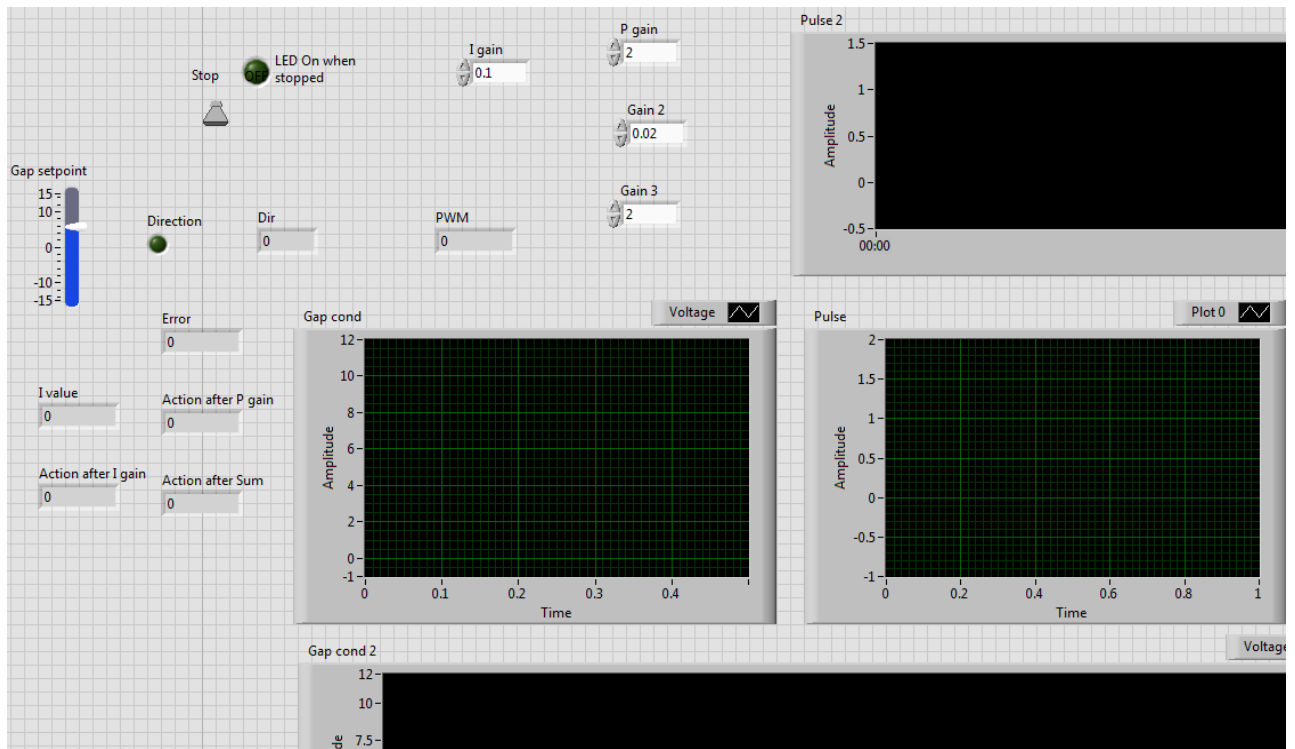 Pulse 2
P gain
2
I gain
0.1
LED On when
stopped
OFF
Stop
Gain 2
0.02
Gap setpoint
15
10
0
-10
-15
Direction
Dir
0
PWM
0
Gain 3
2
1.5
1
0.5
0
-0.5
Amplitude
00:00
Error
0
I value
0
Action after P gain
0
Action after I gain
0
Action after Sum
0
Gap cond
Voltage
12
10
8
6
4
2
0
-1
Amplitude
0
0.1
0.2
0.3
0.4
Time
Pulse
Plot 0
2
1.5
1
0.5
0
-0.5
-1
Amplitude
0
0.2
0.4
0.6
0.8
1
Time
Gap cond 2
Voltage
12
10
7.5